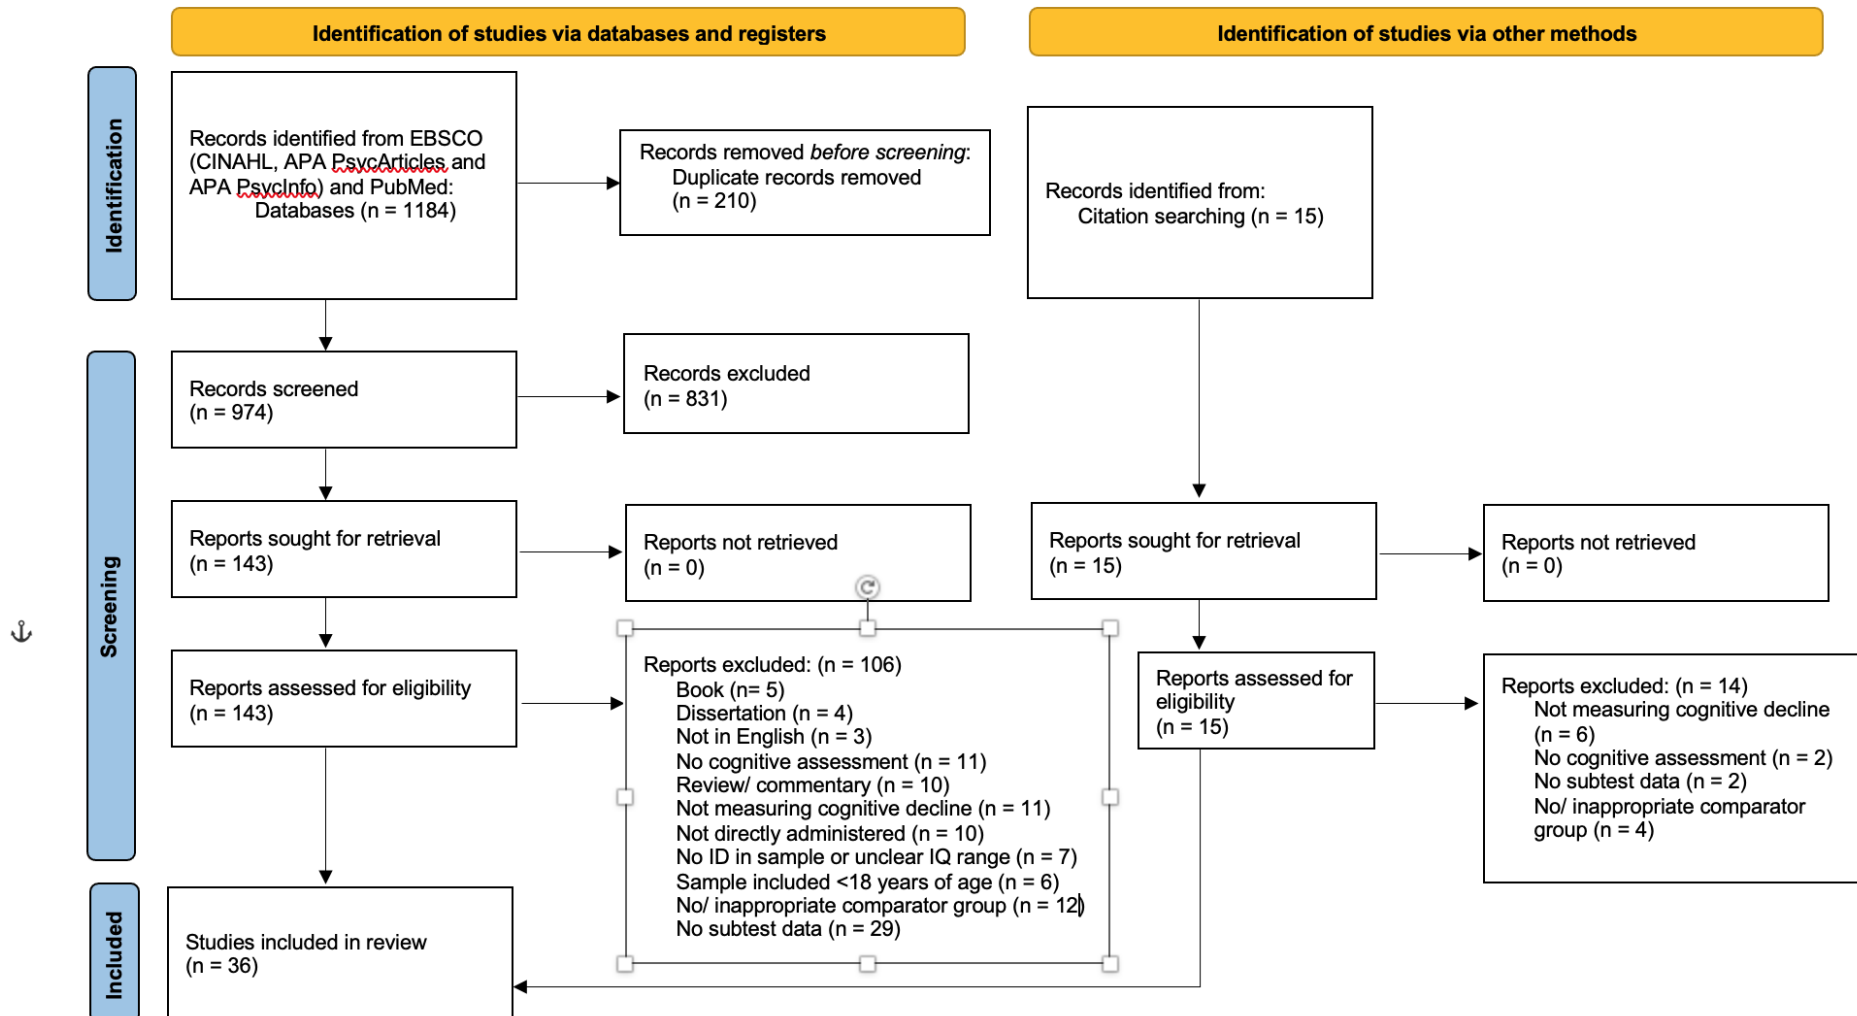 Identification of studies via databases and registers
Identification of studies via other methods
Identification
Records identified from EBSCO
(CINAHL, APA PsycArticles and
APA PsycInfo) and PubMed:
Databases (n = 1184)
Records removed before screening:
Duplicate records removed
(n = 210)
Records identified from:
Citation searching (n = 15)
Screening
Records screened
(n = 974)
Records excluded
(n = 831)
Reports sought for retrieval
(n = 143)
Reports not retrieved
(n = 0)
Reports sought for retrieval
(n = 15)
Reports not retrieved
(n = 0)
Reports assessed for eligibility
(n = 143)
Reports excluded: (n = 106)
Book (n= 5)
Dissertation (n = 4)
Not in English (n = 3)
No cognitive assessment (n = 11)
Review/ commentary (n = 10)
Not measuring cognitive decline (n = 11)
Not directly administered (n = 10)
No ID in sample or unclear IQ range (n = 7)
Sample included <18 years of age (n = 6)
No/ inappropriate comparator group (n = 12)
No subtest data (n = 29)
Reports assessed for
eligibility
(n = 15)
Reports excluded: (n = 14)
Not measuring cognitive decline
(n = 6)
No cognitive assessment (n = 2)
No subtest data (n = 2)
No/ inappropriate comparator
group (n = 4)
Included
Studies included in review
(n = 36)